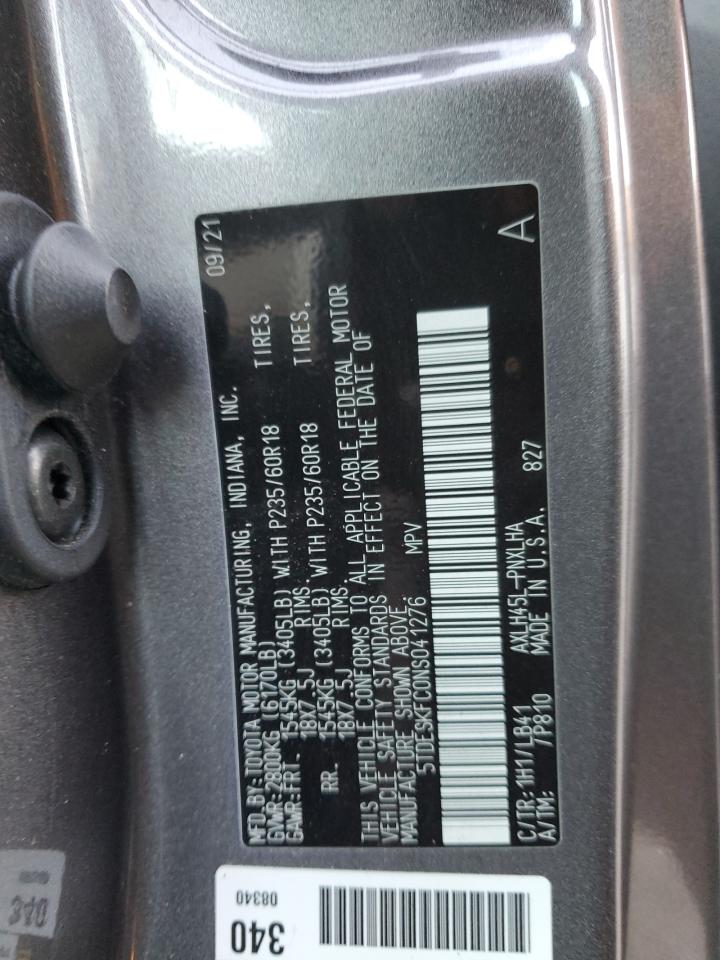 MFD.BY:TOYOTA MOTOR MANUFACTURING, INDIANA, INC. 09/21
GVWR:2800KG (6170LB)
GAWR:FRT. 1545KG (3405LB) WITH P235/60R18 TIRES,
18X7.5J RIMS.
RR. 1545KG (3405LB) WITH P235/60R18 TIRES,
18X7.5J RIMS.
THIS VEHICLE CONFORMS TO ALL APPLICABLE FEDERAL MOTOR
VEHICLE SAFETY STANDARDS IN EFFECT ON THE DATE OF
MANUFACTURE SHOWN ABOVE.
5TDESKFC0NS041276 MPV
C/TR:1H1/LB41 AXLH45L-PNXLHA
A/TM: /P810 MADE IN U.S.A. 827 A
340
08340